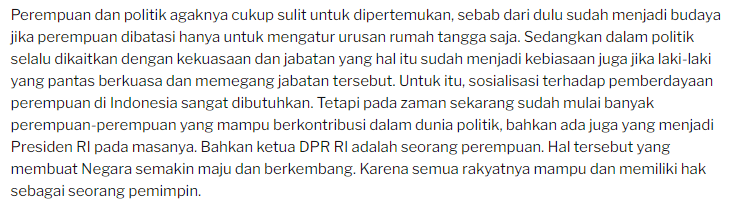 Perempuan dan politik agaknya cukup sulit untuk dipertemukan, sebab dari dulu sudah menjadi budaya
jika perempuan dibatasi hanya untuk mengatur urusan rumah tangga saja. Sedangkan dalam politik
selalu dikaitkan dengan kekuasaan dan jabatan yang hal itu sudah menjadi kebiasaan juga jika laki-laki
yang pantas berkuasa dan memegang jabatan tersebut. Untuk itu, sosialisasi terhadap pemberdayaan
perempuan di Indonesia sangat dibutuhkan. Tetapi pada zaman sekarang sudah mulai banyak
perempuan-perempuan yang mampu berkontribusi dalam dunia politik, bahkan ada juga yang menjadi
Presiden RI pada masanya. Bahkan ketua DPR RI adalah seorang perempuan. Hal tersebut yang
membuat Negara semakin maju dan berkembang. Karena semua rakyatnya mampu dan memiliki hak
sebagai seorang pemimpin.